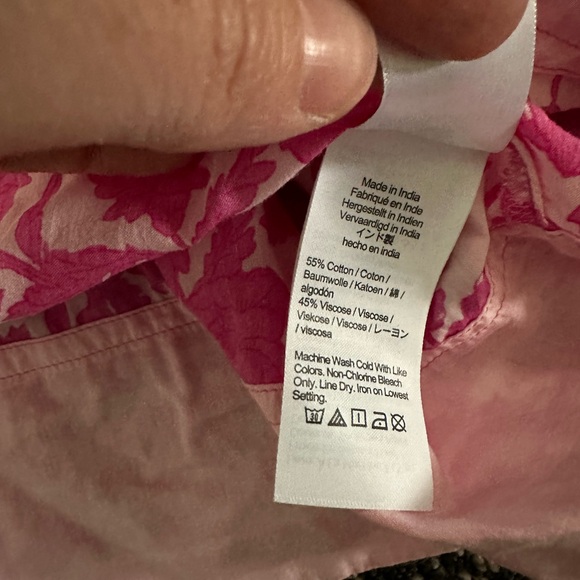 Made in India
Fabriqué en Inde
Hergestellt in Indien
Vervaardigd in India
インド製
hecho en india
55% Cotton / Coton /
Baumwolle / Katoen / 綿 /
algodón
45% Viscose / Viscose /
Viskose / Viscose / レーヨン
/ viscosa
Machine Wash Cold With Like
Colors. Non-Chlorine Bleach
Only. Line Dry. Iron on Lowest
Setting.
30